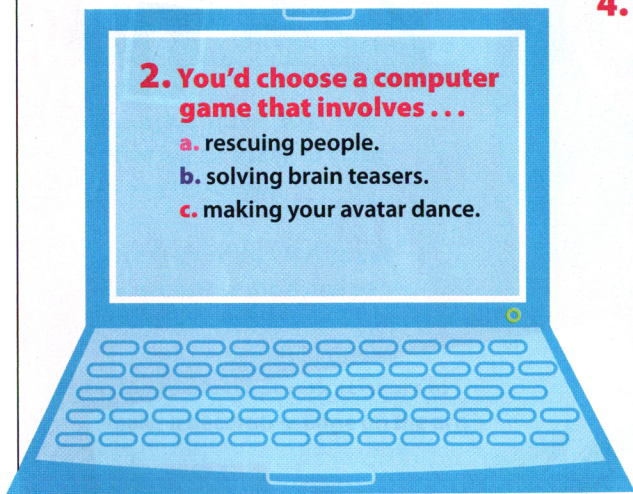 4.
2. You'd choose a computer
game that involves . . .
a. rescuing people.
b. solving brain teasers.
c. making your avatar dance.